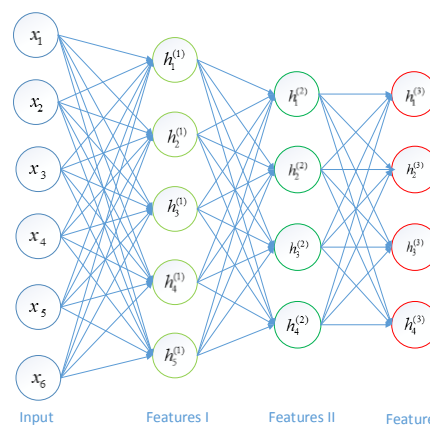 x1
x2
x3
x4
x5
x6
h1(1)
h2(1)
h3(1)
h4(1)
h5(1)
h1(2)
h2(2)
h3(2)
h4(2)
h1(3)
h2(3)
h3(3)
h4(3)
Input Features I Features II Feature